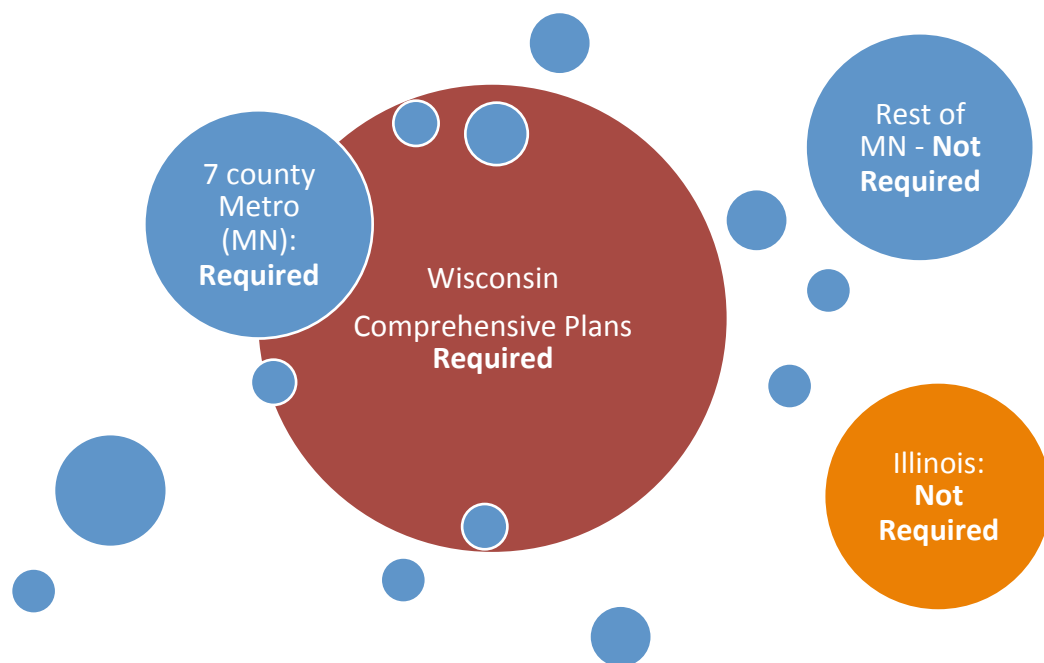 7 county
Metro
(MN):
Required
Wisconsin
Comprehensive Plans
Required
Rest of
MN - Not
Required
Illinois:
Not
Required